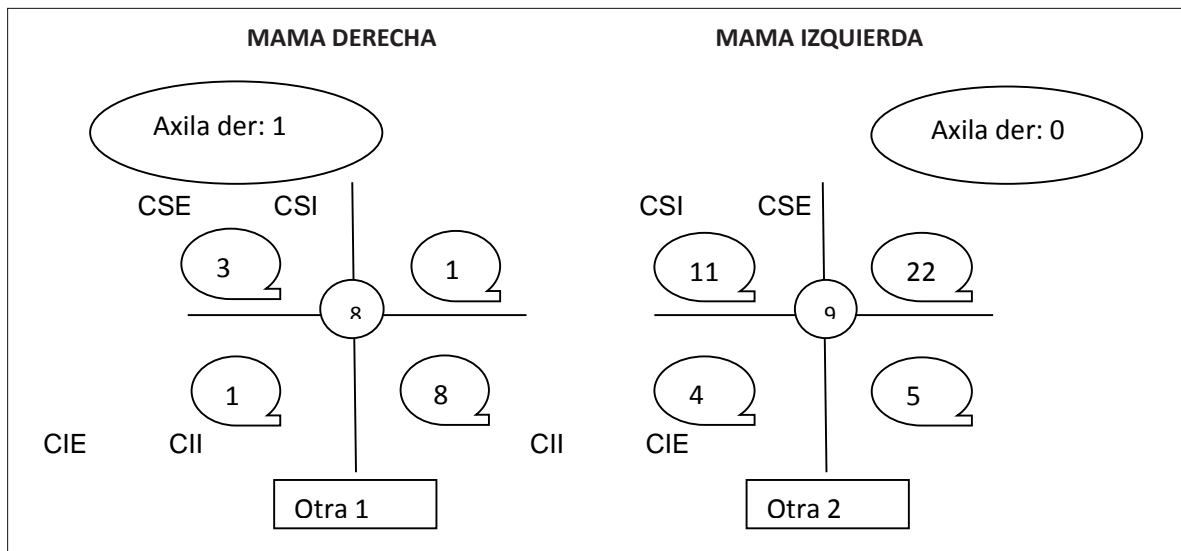 MAMA DERECHA MAMA IZQUIERDA
Axila der: 1 Axila der: 0
CSE CSI CSI CSE
3 1 11 22
8 9
1 8 4 5
CIE CII CII CIE
Otra 1 Otra 2